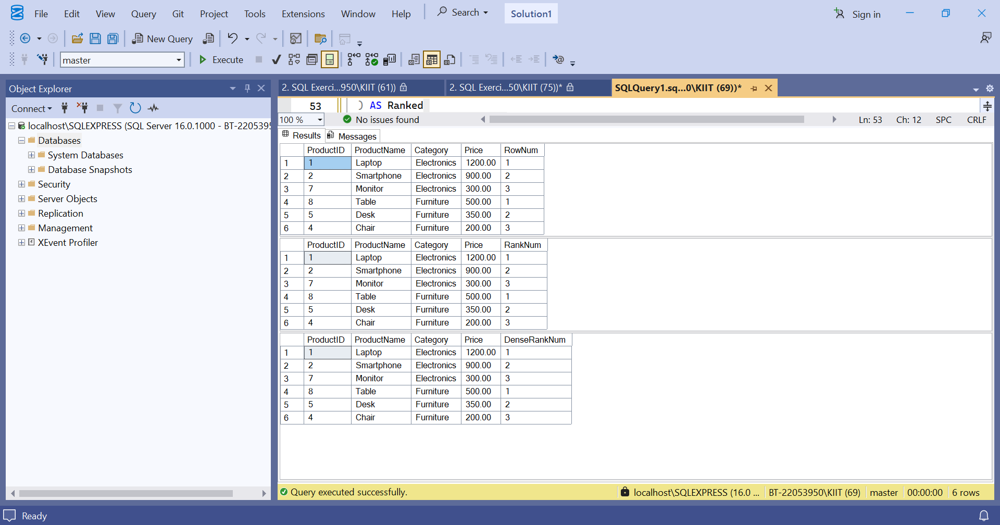 File Edit View Query Git Project Tools Extensions Window Help Search Solution1 Sign in
New Query
master Execute
Object Explorer
Connect
localhost\SQLEXPRESS (SQL Server 16.0.1000 - BT-2205395
Databases
System Databases
Database Snapshots
Security
Server Objects
Replication
Management
XEvent Profiler
2. SQL Exerci...950\KIIT (61)) 2. SQL Exerci...50\KIIT (75))* SQLQuery1.sq...0\KIIT (69))*
53 ) AS Ranked
100 % No issues found Ln: 53 Ch: 12 SPC CRLF
Results Messages
ProductID ProductName Category Price RowNum
1 1 Laptop Electronics 1200.00 1
2 2 Smartphone Electronics 900.00 2
3 7 Monitor Electronics 300.00 3
4 8 Table Furniture 500.00 1
5 5 Desk Furniture 350.00 2
6 4 Chair Furniture 200.00 3
ProductID ProductName Category Price RankNum
1 1 Laptop Electronics 1200.00 1
2 2 Smartphone Electronics 900.00 2
3 7 Monitor Electronics 300.00 3
4 8 Table Furniture 500.00 1
5 5 Desk Furniture 350.00 2
6 4 Chair Furniture 200.00 3
ProductID ProductName Category Price DenseRankNum
1 1 Laptop Electronics 1200.00 1
2 2 Smartphone Electronics 900.00 2
3 7 Monitor Electronics 300.00 3
4 8 Table Furniture 500.00 1
5 5 Desk Furniture 350.00 2
6 4 Chair Furniture 200.00 3
Query executed successfully. localhost\SQLEXPRESS (16.0 ... BT-22053950\KIIT (69) master 00:00:00 6 rows
Ready